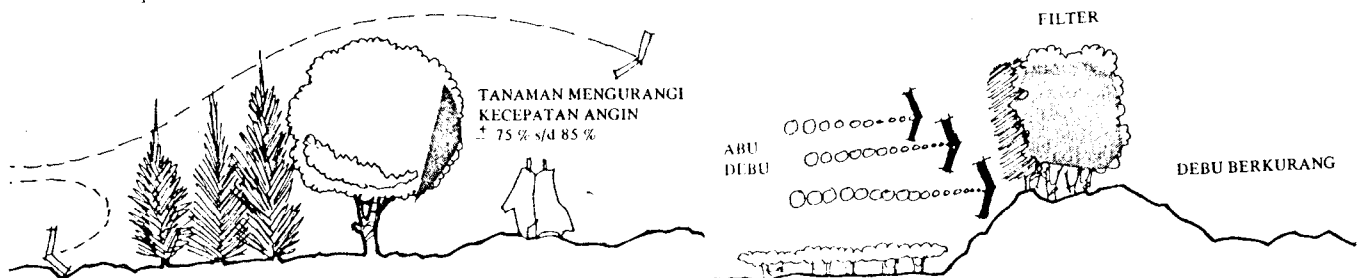 TANAMAN MENGURANGI
KECEPATAN ANGIN
± 75 % s/d 85 %
FILTER
ABU
DEBU
DEBU BERKURANG